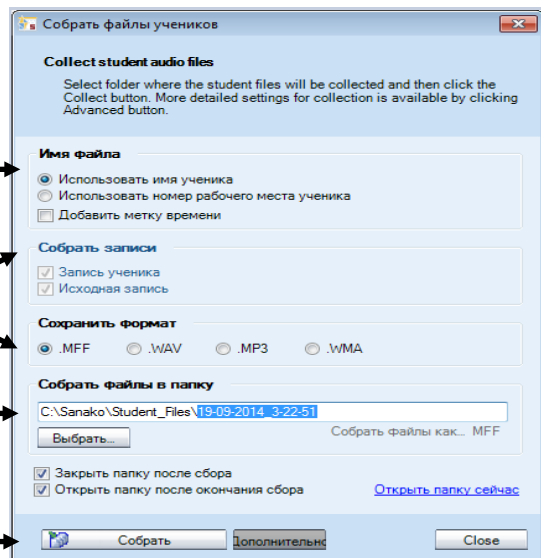 Собрать файлы учеников
Collect student audio files
Select folder where the student files will be collected and then click the
Collect button. More detailed settings for collection is available by clicking
Advanced button.
Имя файла
Использовать имя ученика
Использовать номер рабочего места ученика
Добавить метку времени
Собрать записи
Запись ученика
Исходная запись
Сохранить формат
.MFF .WAV .MP3 .WMA
Собрать файлы в папку
C:\Sanako\Student_Files\19-09-2014_3-22-51
Выбрать... Собрать файлы как... MFF
Закрыть папку после сбора
Открыть папку после окончания сбора Открыть папку сейчас
Собрать Дополнительно Close